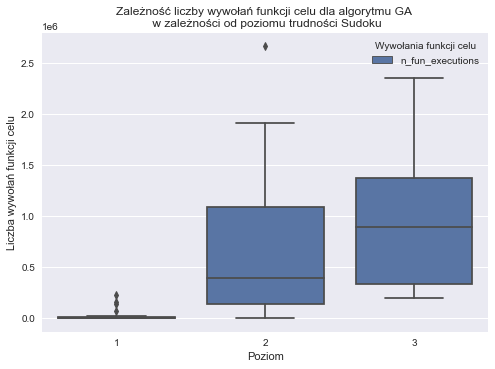 Zależność liczby wywołań funkcji celu dla algorytmu GA
w zależności od poziomu trudności Sudoku
1e6
Wywołania funkcji celu
n_fun_executions
2.5
2.0
1.5
1.0
0.5
0.0
Liczba wywołań funkcji celu
1 2 3
Poziom